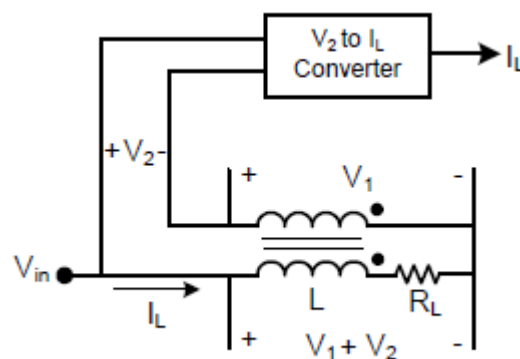 V₂ to I_L
Converter
I_L
+V₂-
+ V₁ -
V_in
I_L
L
R_L
+ V₁ + V₂ -